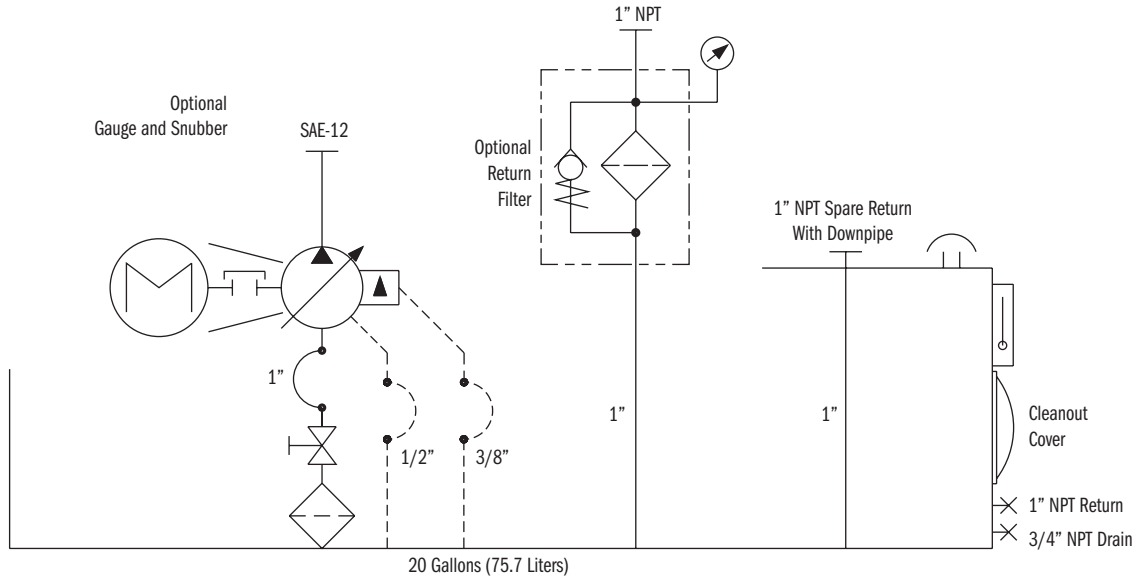 1” NPT
Optional
Gauge and Snubber
SAE-12
Optional
Return
Filter
1” NPT Spare Return
With Downpipe
M
1”
1/2”
3/8”
1”
1”
Cleanout
Cover
1” NPT Return
3/4” NPT Drain
20 Gallons (75.7 Liters)